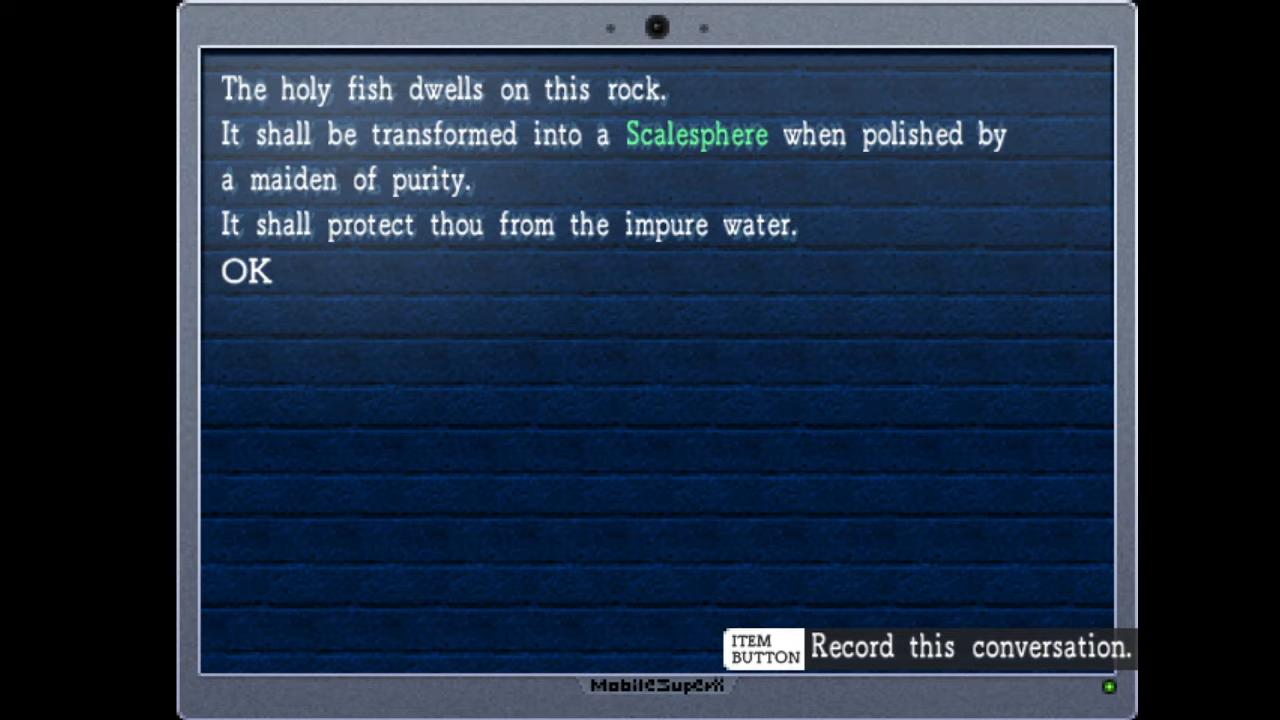 The holy fish dwells on this rock.
It shall be transformed into a Scalesphere when polished by
a maiden of purity.
It shall protect thou from the impure water.
OK
ITEM
BUTTON
Record this conversation.
MobileSuperX